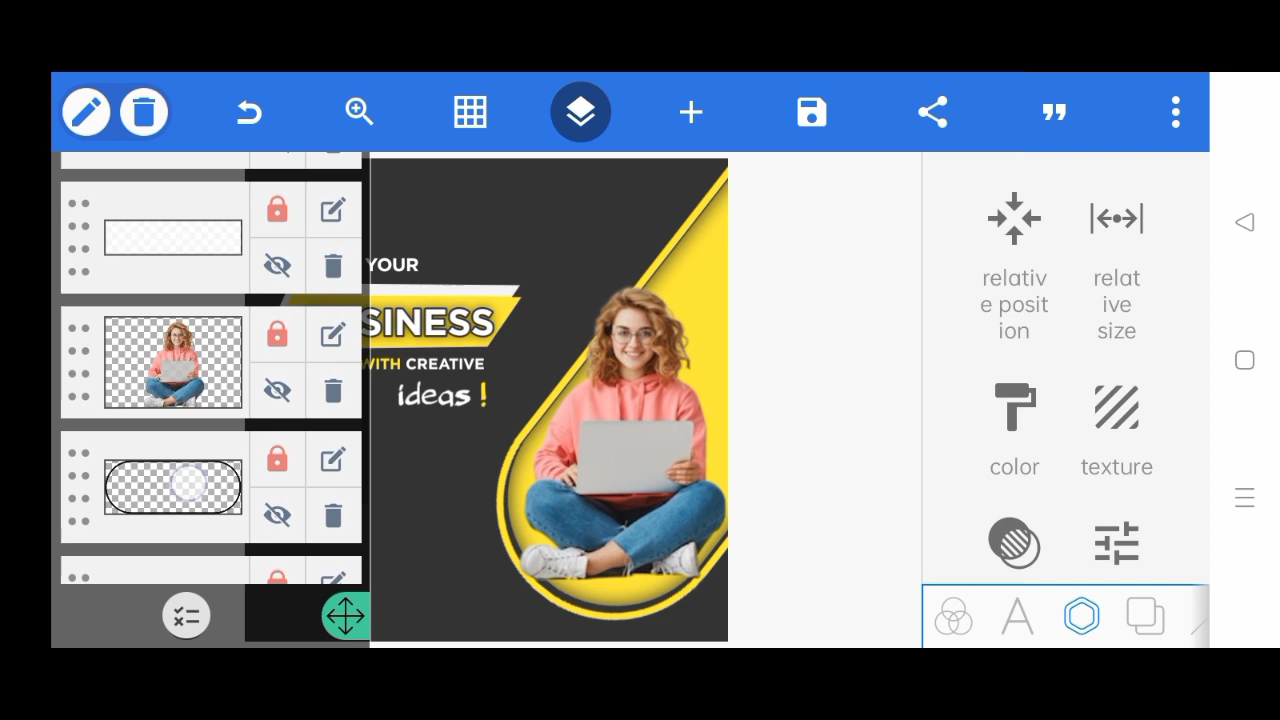 YOUR
SINESS
WITH CREATIVE
ideas !
relativ
e posit
ion
relat
ive
size
color
texture